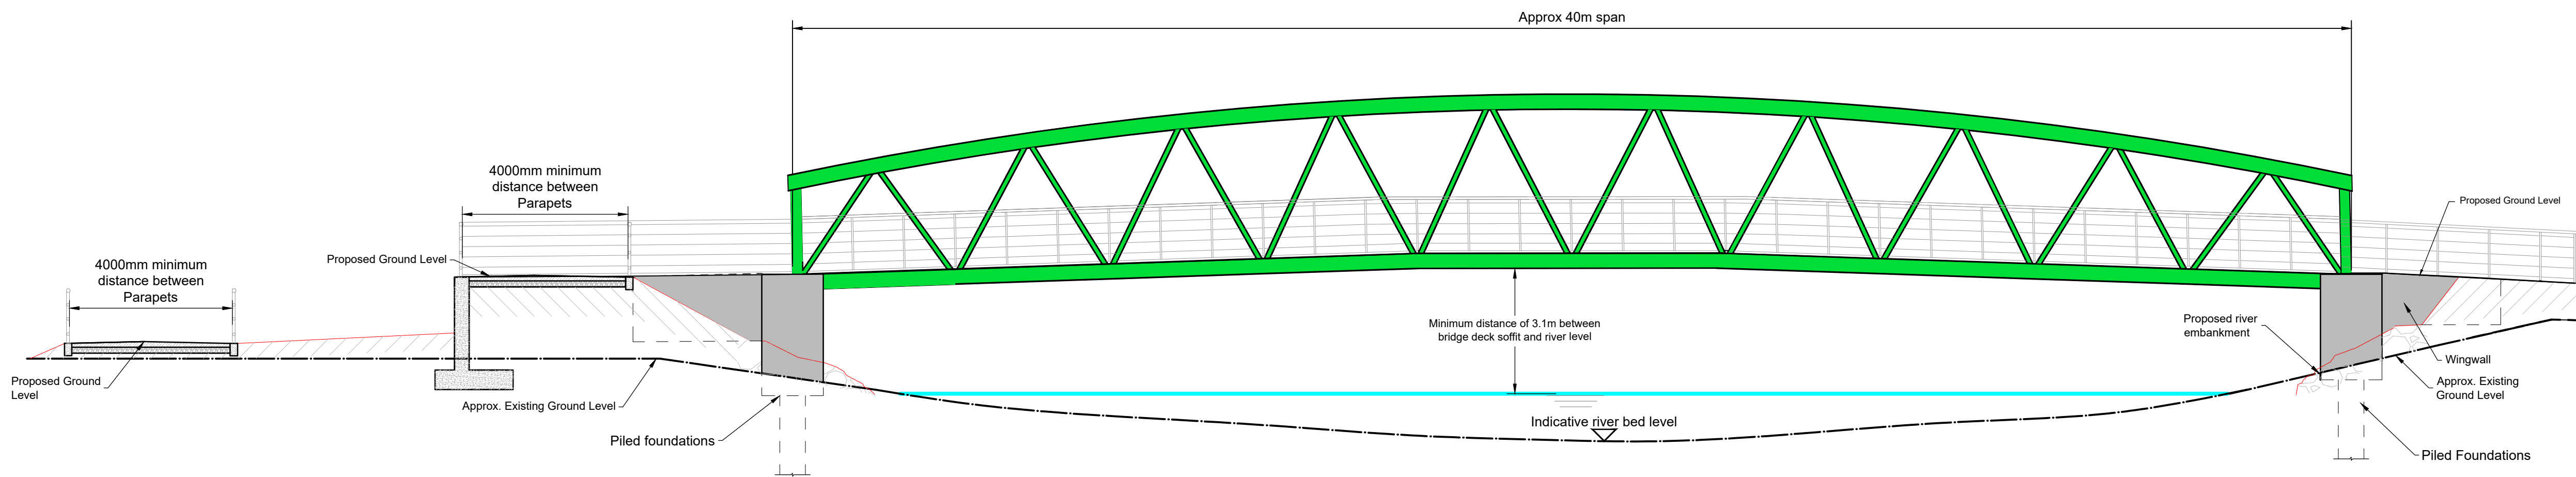 Approx 40m span
4000mm minimum
distance between
Parapets
Proposed Ground Level
Proposed Ground Level
4000mm minimum
distance between
Parapets
Minimum distance of 3.1m between
bridge deck soffit and river level
Proposed river
embankment
Wingwall
Proposed Ground
Level
Approx. Existing
Ground Level
Approx. Existing Ground Level
Indicative river bed level
Piled foundations
Piled Foundations